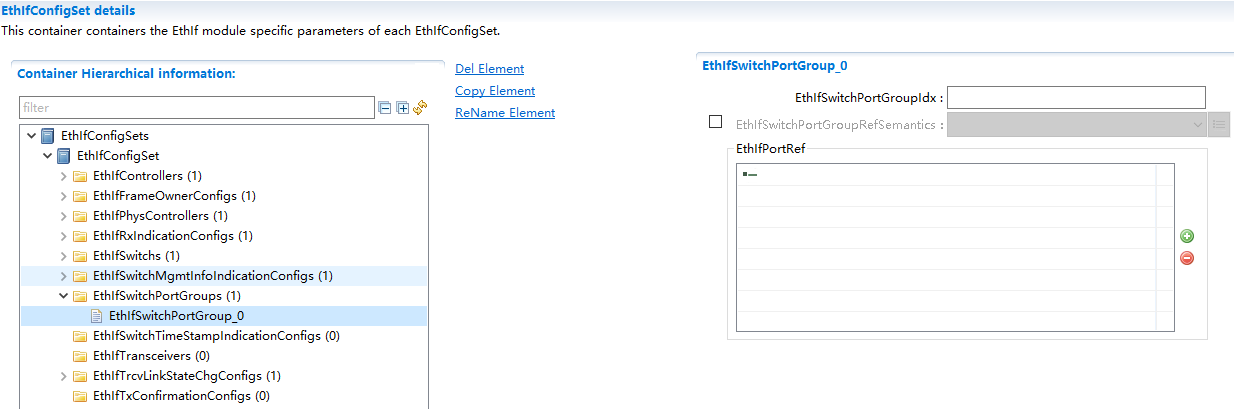 EthIfConfigSet details
This container containers the EthIf module specific parameters of each EthIfConfigSet.
Container Hierarchical information:
filter
EthIfConfigSets
EthIfConfigSet
EthIfControllers (1)
EthIfFrameOwnerConfigs (1)
EthIfPhysControllers (1)
EthIfRxIndicationConfigs (1)
EthIfSwitchs (1)
EthIfSwitchMgmtInfoIndicationConfigs (1)
EthIfSwitchPortGroups (1)
EthIfSwitchPortGroup_0
EthIfSwitchTimeStampIndicationConfigs (0)
EthIfTransceivers (0)
EthIfTrcvLinkStateChgConfigs (1)
EthIfTxConfirmationConfigs (0)
Del Element
Copy Element
ReName Element
EthIfSwitchPortGroup_0
EthIfSwitchPortGroupIdx :
EthIfSwitchPortGroupRefSemantics :
EthIfPortRef